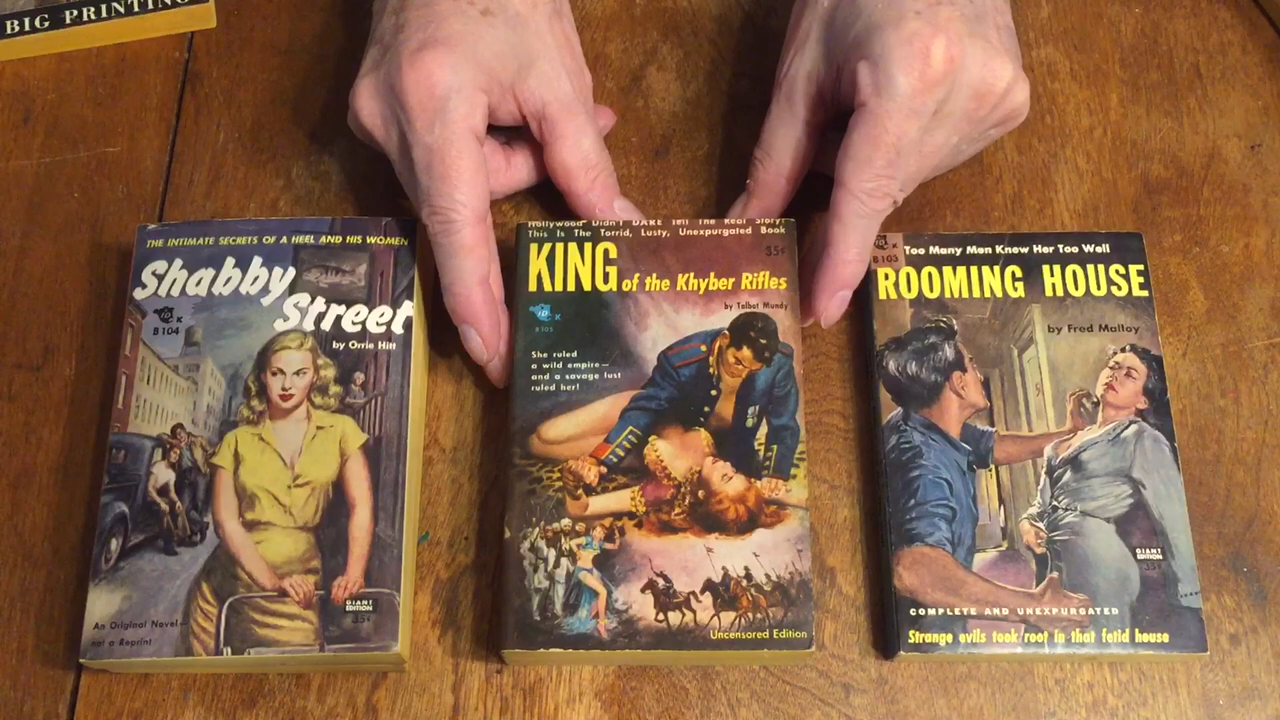 BIG PRINTING
THE INTIMATE SECRETS OF A HEEL AND HIS WOMEN
Shabby
Street
B 104
K
by Orrie Hitt
GIANT
EDITION
35¢
An Original Novel—
not a Reprint
Hollywood Didn't DARE Tell The Real Story!
This Is The Torrid, Lusty, Unexpurgated Book
35¢
KING of the Khyber Rifles
by Talbot Mundy
K
B 105
She ruled
a wild empire—
and a savage lust
ruled her!
Uncensored Edition
K
B 103
Too Many Men Knew Her Too Well
ROOMING HOUSE
by Fred Malloy
5
GIANT
EDITION
35¢
COMPLETE AND UNEXPURGATED
Strange evils took root in that fetid house